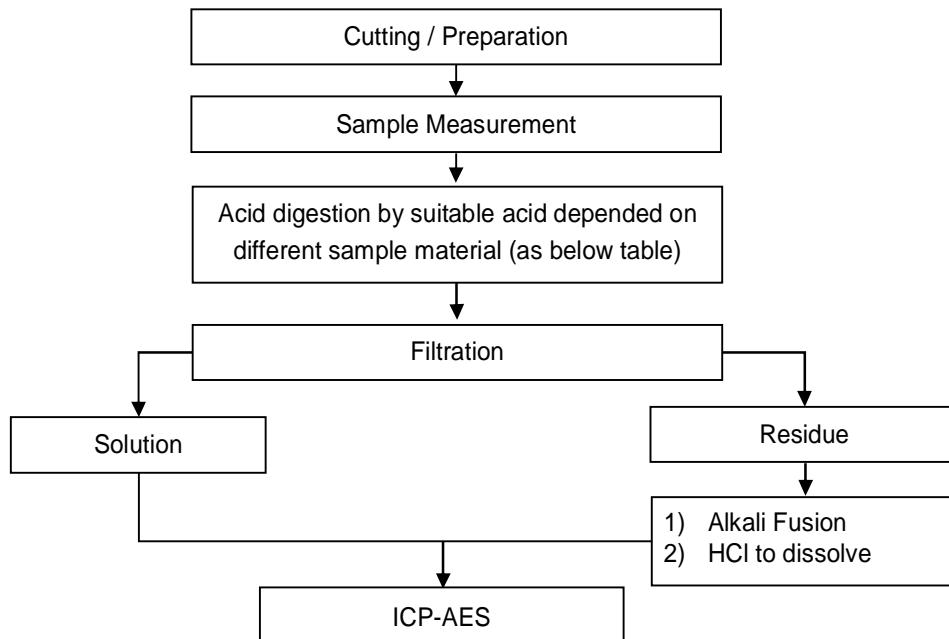 Cutting / Preparation
Sample Measurement
Acid digestion by suitable acid depended on
different sample material (as below table)
Filtration
Solution
Residue
1) Alkali Fusion
2) HCl to dissolve
ICP-AES